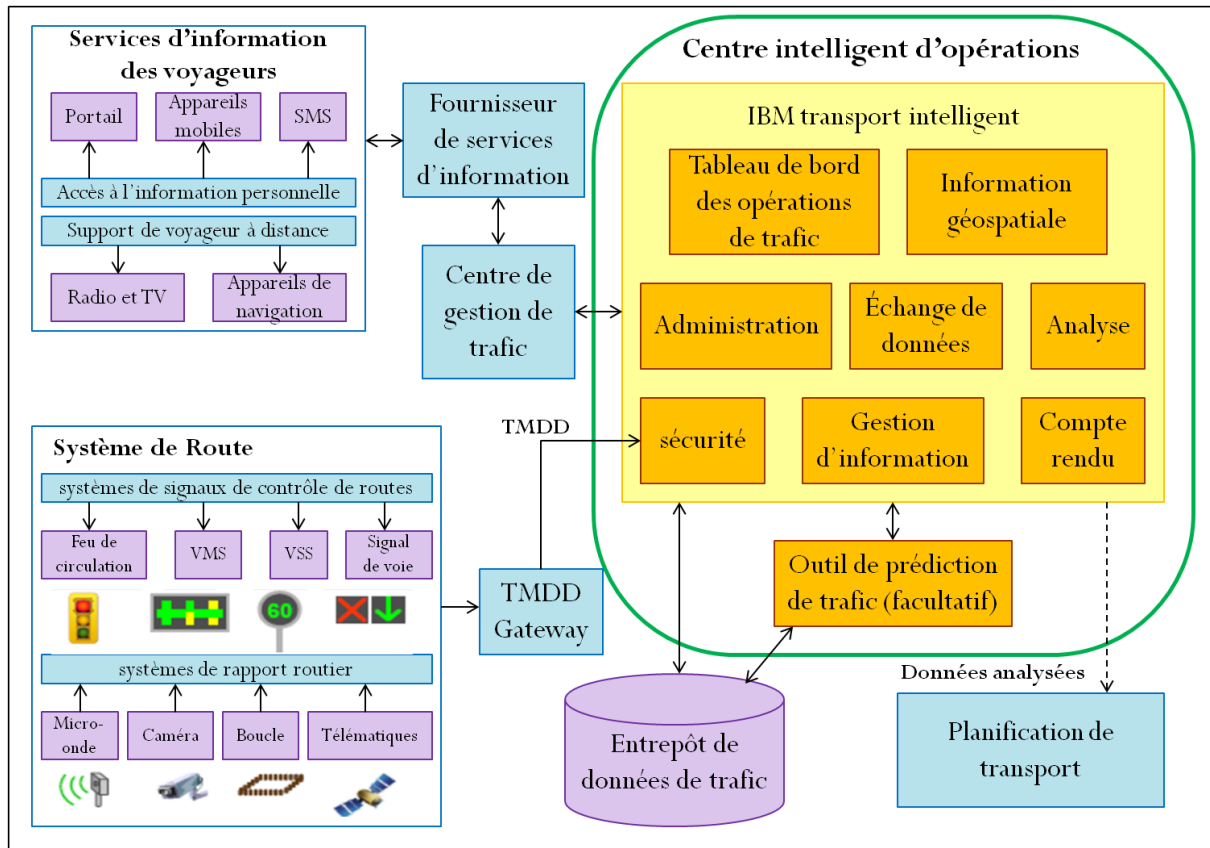 Services d'information
des voyageurs
Portail
Appareils
mobiles
SMS
Accès à l'information personnelle
Support de voyageur à distance
Radio et TV
Appareils de
navigation
Fournisseur
de services
d'information
Centre de
gestion de
trafic
Centre intelligent d'opérations
IBM transport intelligent
Tableau de bord
des opérations
de trafic
Information
géospatiale
Administration
Échange de
données
Analyse
sécurité
Gestion
d'information
Compte
rendu
Outil de prédiction
de trafic (facultatif)
TMDD
Système de Route
systèmes de signaux de contrôle de routes
Feu de
circulation
VMS
VSS
Signal
de voie
60
systèmes de rapport routier
Micro-
onde
Caméra
Boucle
Télématiques
TMDD
Gateway
Entrepôt de
données de trafic
Données analysées
Planification de
transport